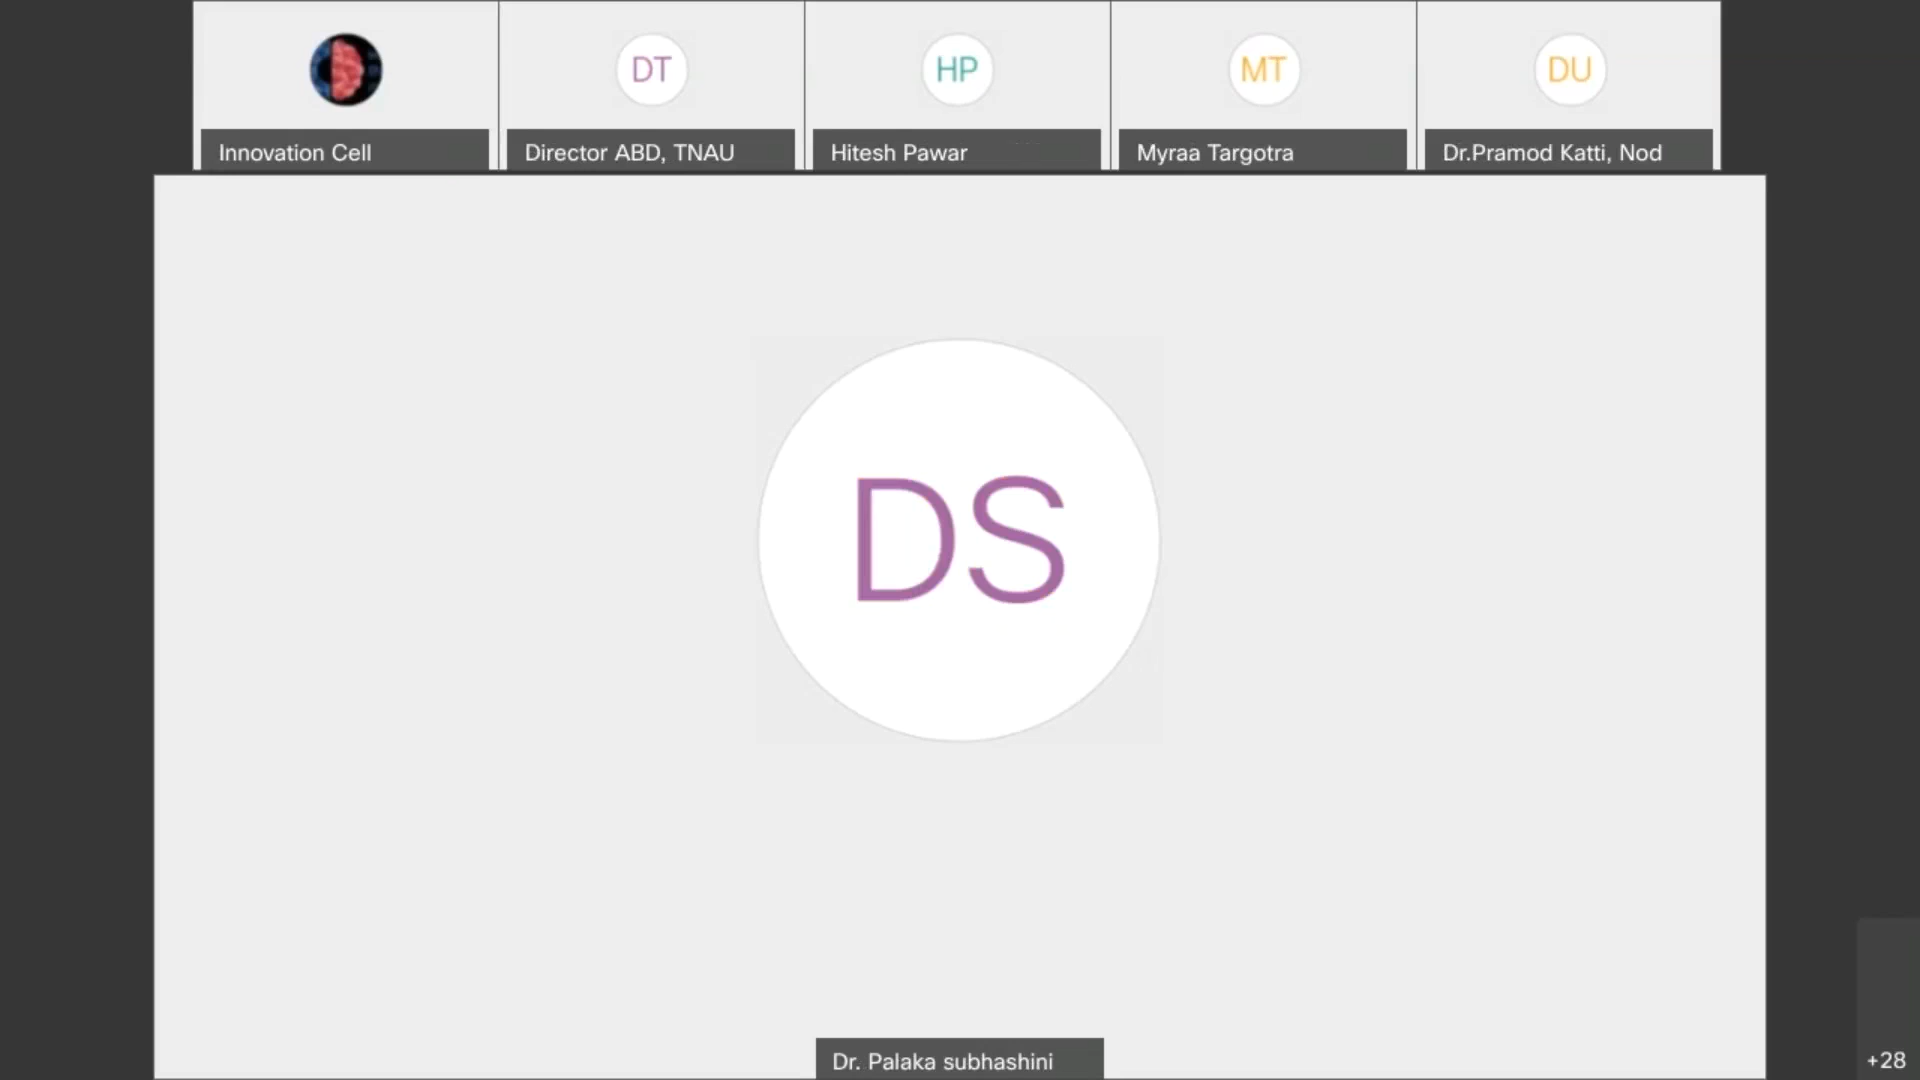 DT
HP
MT
DU
Innovation Cell
Director ABD, TNAU
Hitesh Pawar
Myraa Targotra
Dr.Pramod Katti, Nod
DS
Dr. Palaka subhashini
+28